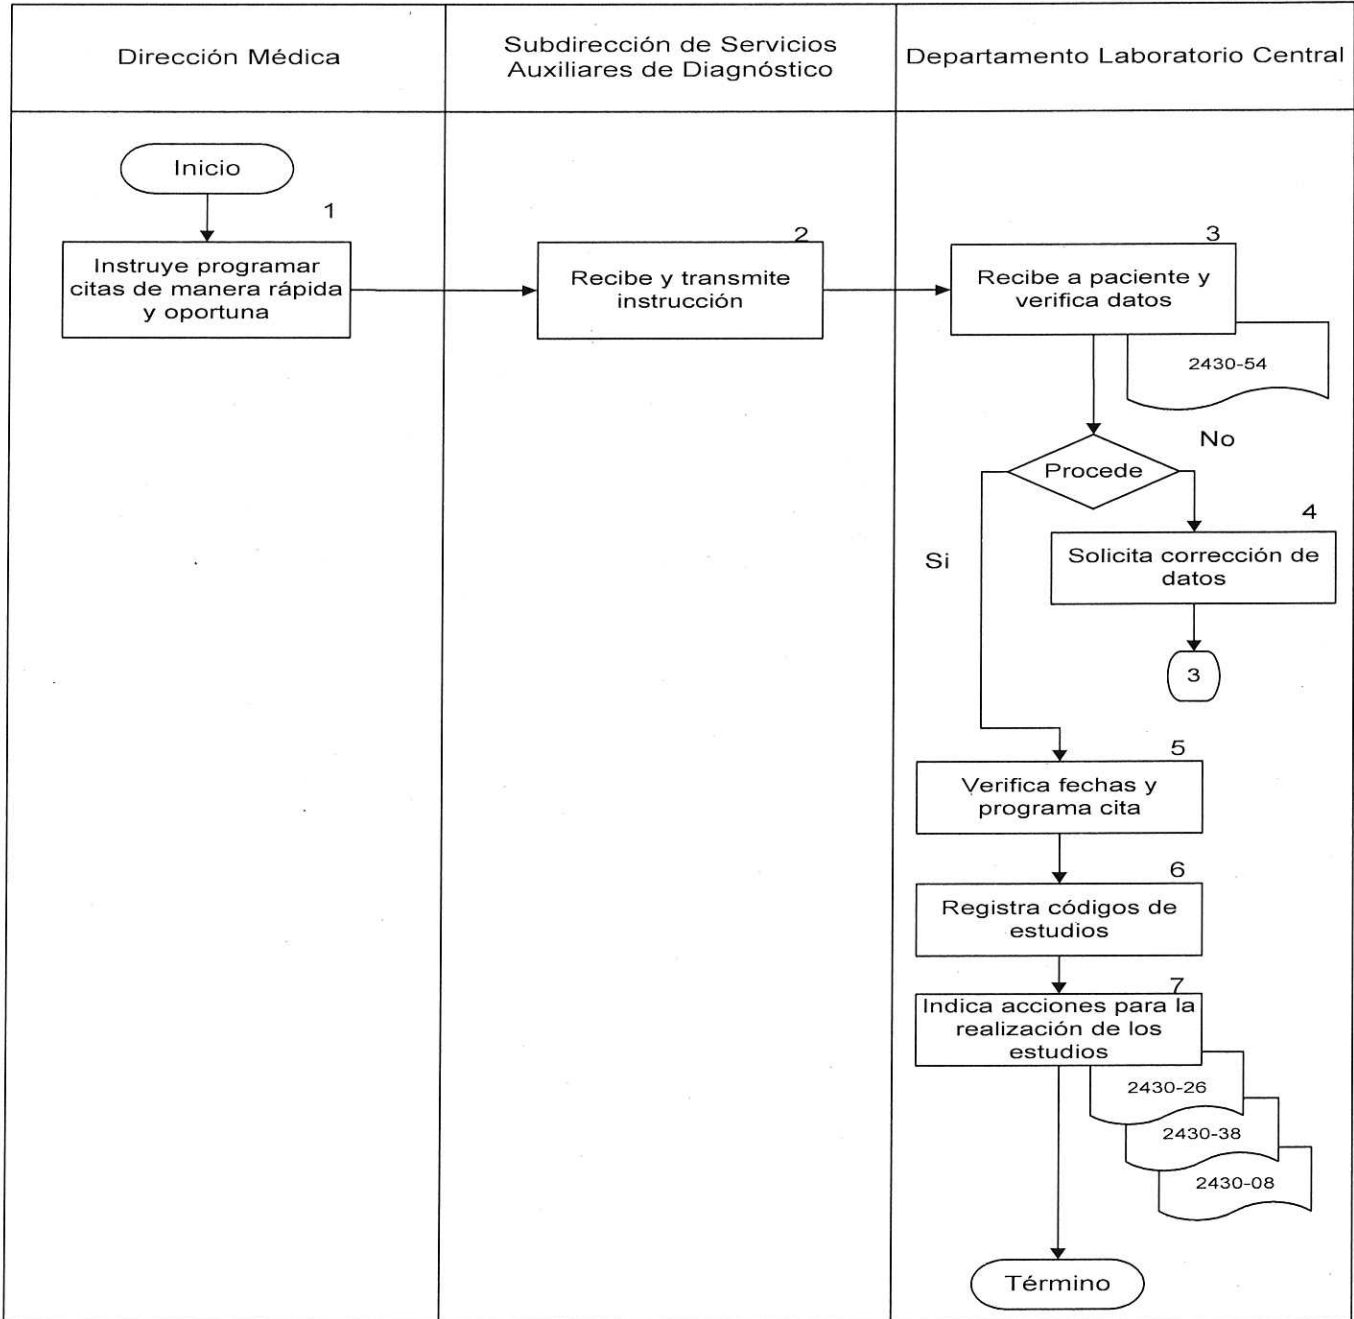 Dirección Médica
Subdirección de Servicios
Auxiliares de Diagnóstico
Departamento Laboratorio Central
Inicio
1
Instruye programar
citas de manera rápida
y oportuna
2
Recibe y transmite
instrucción
3
Recibe a paciente y
verifica datos
2430-54
Procede
No
Si
4
Solicita corrección de
datos
3
5
Verifica fechas y
programa cita
6
Registra códigos de
estudios
7
Indica acciones para la
realización de los
estudios
2430-26
2430-38
2430-08
Término